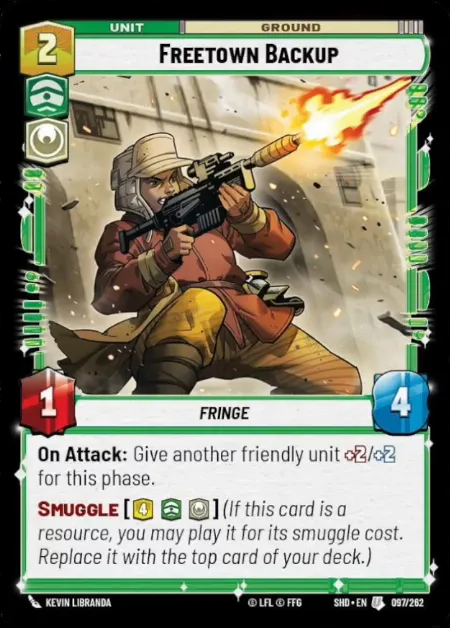 2
UNIT GROUND
FREETOWN BACKUP
1
4
FRINGE
On Attack: Give another friendly unit +2/+2
for this phase.
SMUGGLE [4] (If this card is a
resource, you may play it for its smuggle cost.
Replace it with the top card of your deck.)
KEVIN LIBRANDA © LFL © FFG SHD • EN U 097/262